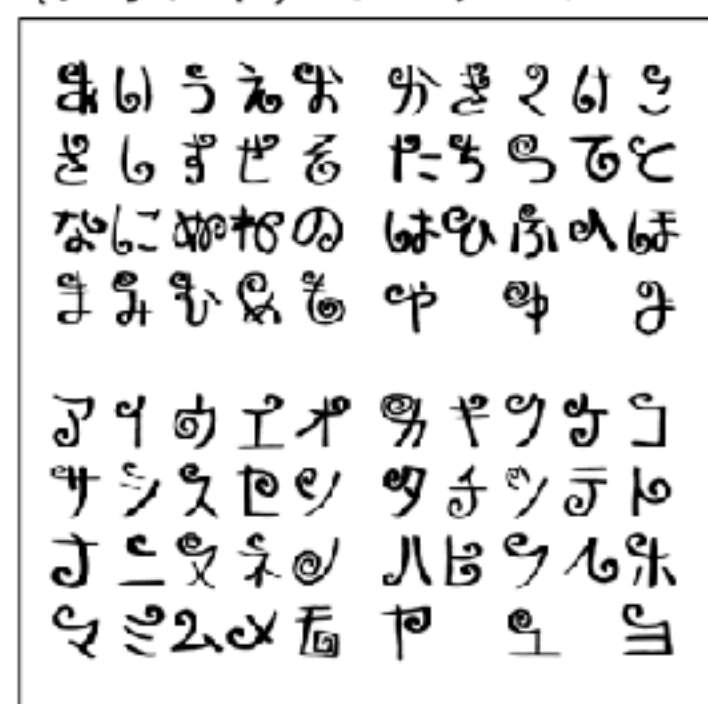 あいうえお かきくけこ
さしすせそ たちつてと
なにぬねの はひふへほ
まみむめも や ゆ よ
アイウエオ カキクケコ
サシスセソ タチツテト
ナニヌネノ ハヒフヘホ
マミムメモ ヤ ユ ヨ